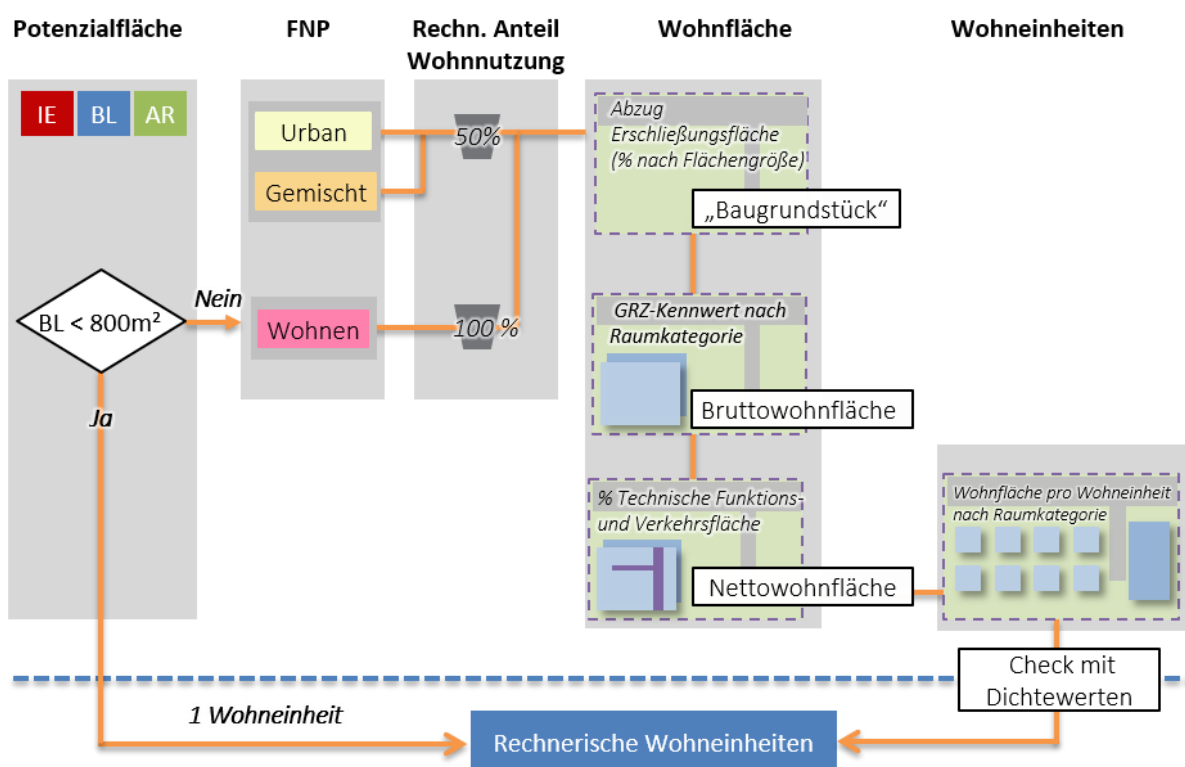 Potenzialfläche
FNP
Rechn. Anteil
Wohnnutzung
Wohnfläche
Wohneinheiten
IE
BL
AR
BL < 800m²
Nein
Ja
Urban
Gemischt
Wohnen
50%
100 %
Abzug
Erschließungsfläche
(% nach Flächengröße)
„Baugrundstück“
GRZ-Kennwert nach
Raumkategorie
Bruttowohnfläche
% Technische Funktions-
und Verkehrsfläche
Nettowohnfläche
Wohnfläche pro Wohneinheit
nach Raumkategorie
Check mit
Dichtewerten
1 Wohneinheit
Rechnerische Wohneinheiten